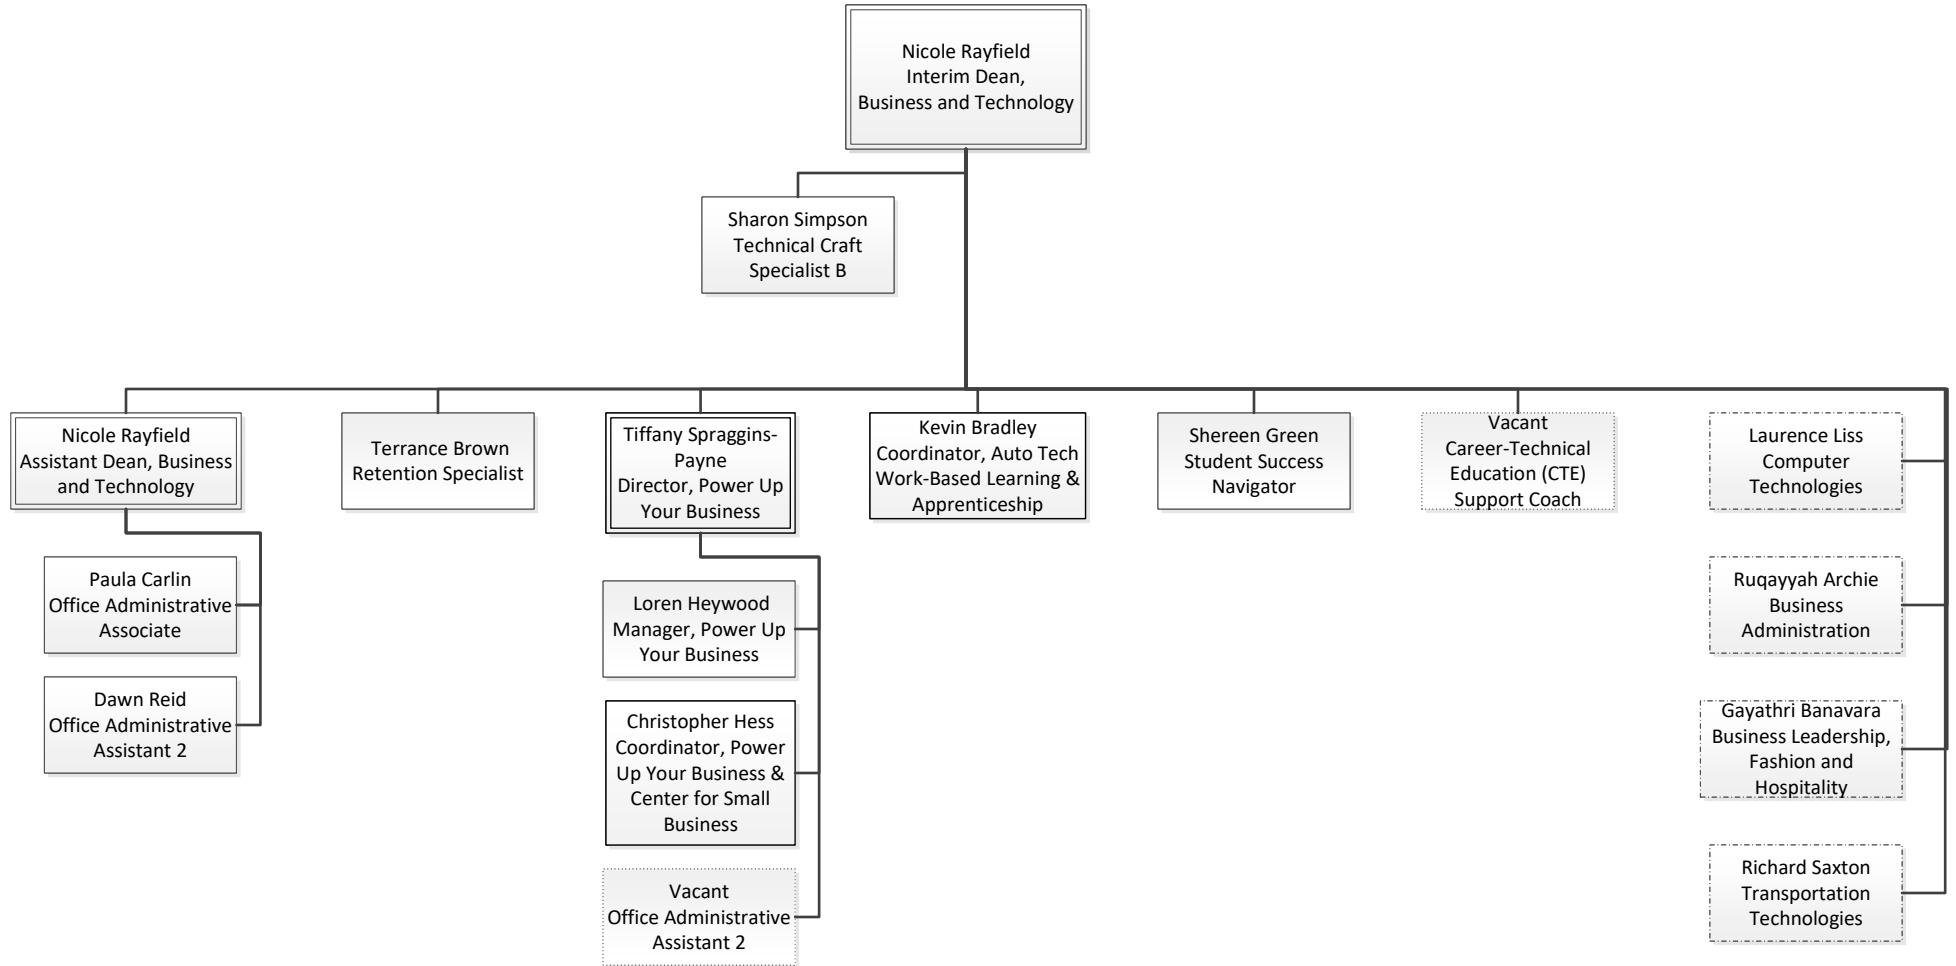 Nicole Rayfield
Interim Dean,
Business and Technology
Sharon Simpson
Technical Craft
Specialist B
Nicole Rayfield
Assistant Dean, Business
and Technology
Terrance Brown
Retention Specialist
Tiffany Spraggins-
Payne
Director, Power Up
Your Business
Kevin Bradley
Coordinator, Auto Tech
Work-Based Learning &
Apprenticeship
Shereen Green
Student Success
Navigator
Vacant
Career-Technical
Education (CTE)
Support Coach
Laurence Liss
Computer
Technologies
Paula Carlin
Office Administrative
Associate
Dawn Reid
Office Administrative
Assistant 2
Loren Heywood
Manager, Power Up
Your Business
Christopher Hess
Coordinator, Power
Up Your Business &
Center for Small
Business
Vacant
Office Administrative
Assistant 2
Ruqayyah Archie
Business
Administration
Gayathri Banavara
Business Leadership,
Fashion and
Hospitality
Richard Saxton
Transportation
Technologies